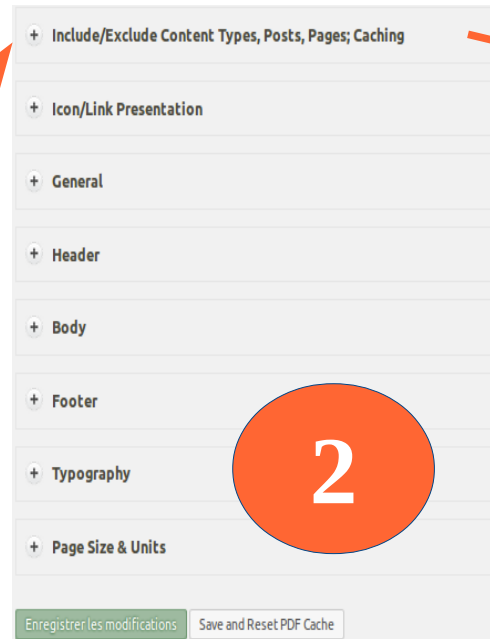 + Include/Exclude Content Types, Posts, Pages; Caching
+ Icon/Link Presentation
+ General
+ Header
+ Body
+ Footer
+ Typography
2
+ Page Size & Units
Enregistrer les modifications Save and Reset PDF Cache